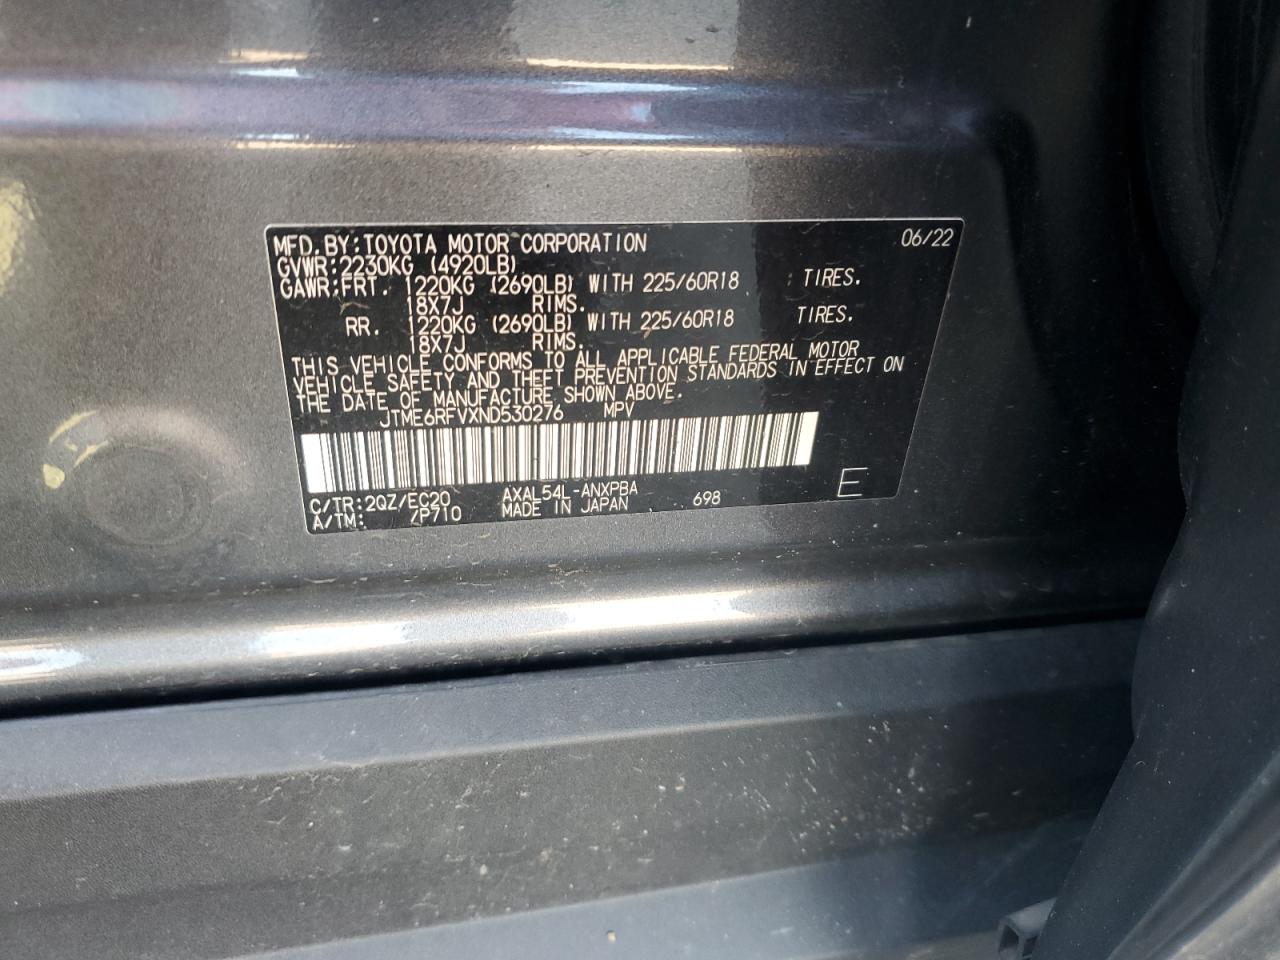 MFD.BY:TOYOTA MOTOR CORPORATION 06/22
GVWR:2230KG (4920LB)
GAWR:FRT. 1220KG (2690LB) WITH 225/60R18 TIRES.
18X7J RIMS.
RR. 1220KG (2690LB) WITH 225/60R18 TIRES.
18X7J RIMS.
THIS VEHICLE CONFORMS TO ALL APPLICABLE FEDERAL MOTOR
VEHICLE SAFETY AND THEFT PREVENTION STANDARDS IN EFFECT ON
THE DATE OF MANUFACTURE SHOWN ABOVE.
JTME6RFVXND530276 MPV
C/TR:2QZ/EC20 AXAL54L-ANXPBA 698 E
A/TM: /P710 MADE IN JAPAN